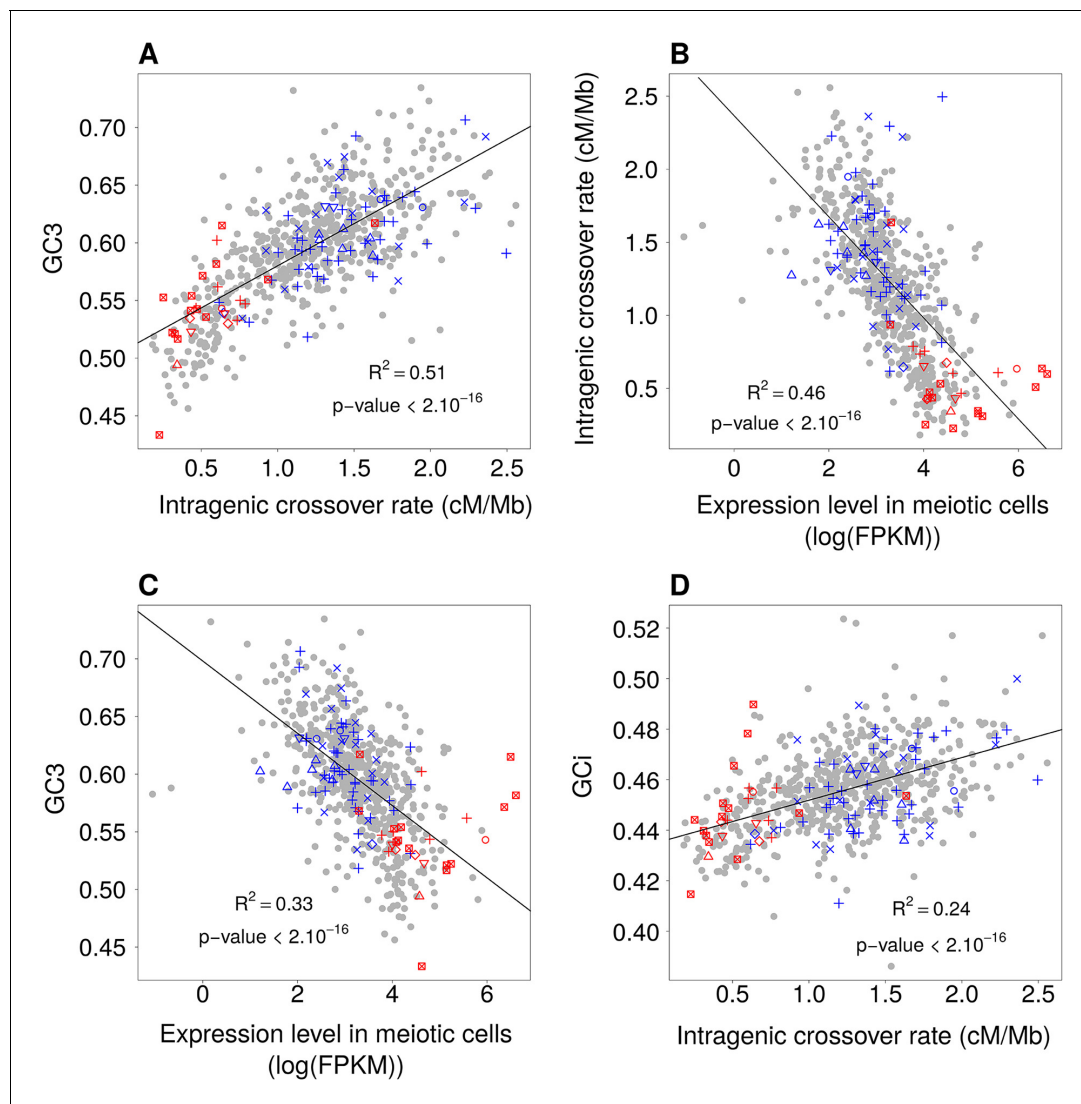 A
0.70
0.65
0.60
0.55
0.50
0.45
GC3
R² = 0.51
p−value < 2.10⁻¹⁶
0.5 1.0 1.5 2.0 2.5
Intragenic crossover rate (cM/Mb)
B
2.5
2.0
1.5
1.0
0.5
Intragenic crossover rate (cM/Mb)
R² = 0.46
p−value < 2.10⁻¹⁶
0 2 4 6
Expression level in meiotic cells
(log(FPKM))
C
0.70
0.65
0.60
0.55
0.50
0.45
GC3
R² = 0.33
p−value < 2.10⁻¹⁶
0 2 4 6
Expression level in meiotic cells
(log(FPKM))
D
0.52
0.50
0.48
0.46
0.44
0.42
0.40
GCi
R² = 0.24
p−value < 2.10⁻¹⁶
0.5 1.0 1.5 2.0 2.5
Intragenic crossover rate (cM/Mb)